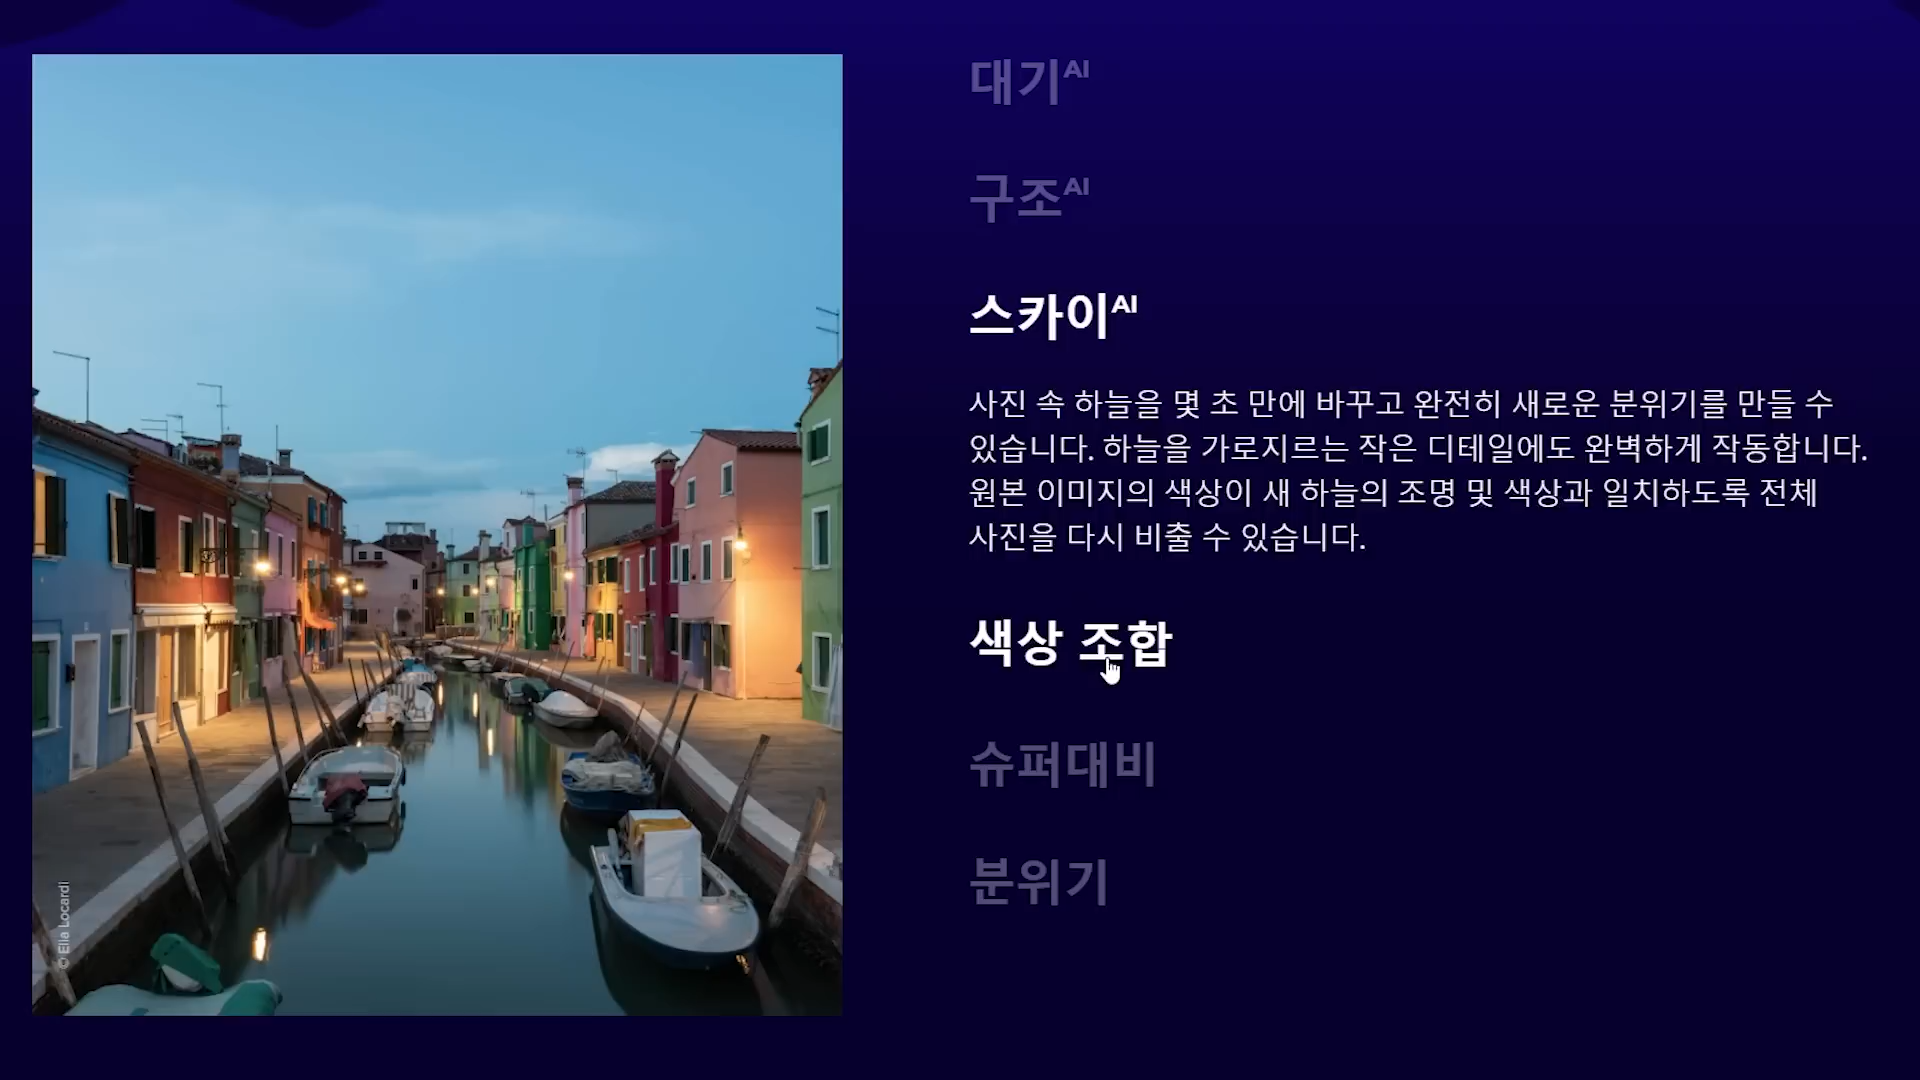 대기AI
구조AI
스카이AI
사진 속 하늘을 몇 초 만에 바꾸고 완전히 새로운 분위기를 만들 수
있습니다. 하늘을 가로지르는 작은 디테일에도 완벽하게 작동합니다.
원본 이미지의 색상이 새 하늘의 조명 및 색상과 일치하도록 전체
사진을 다시 비출 수 있습니다.
색상 조합
슈퍼대비
분위기
© Elia Locardi